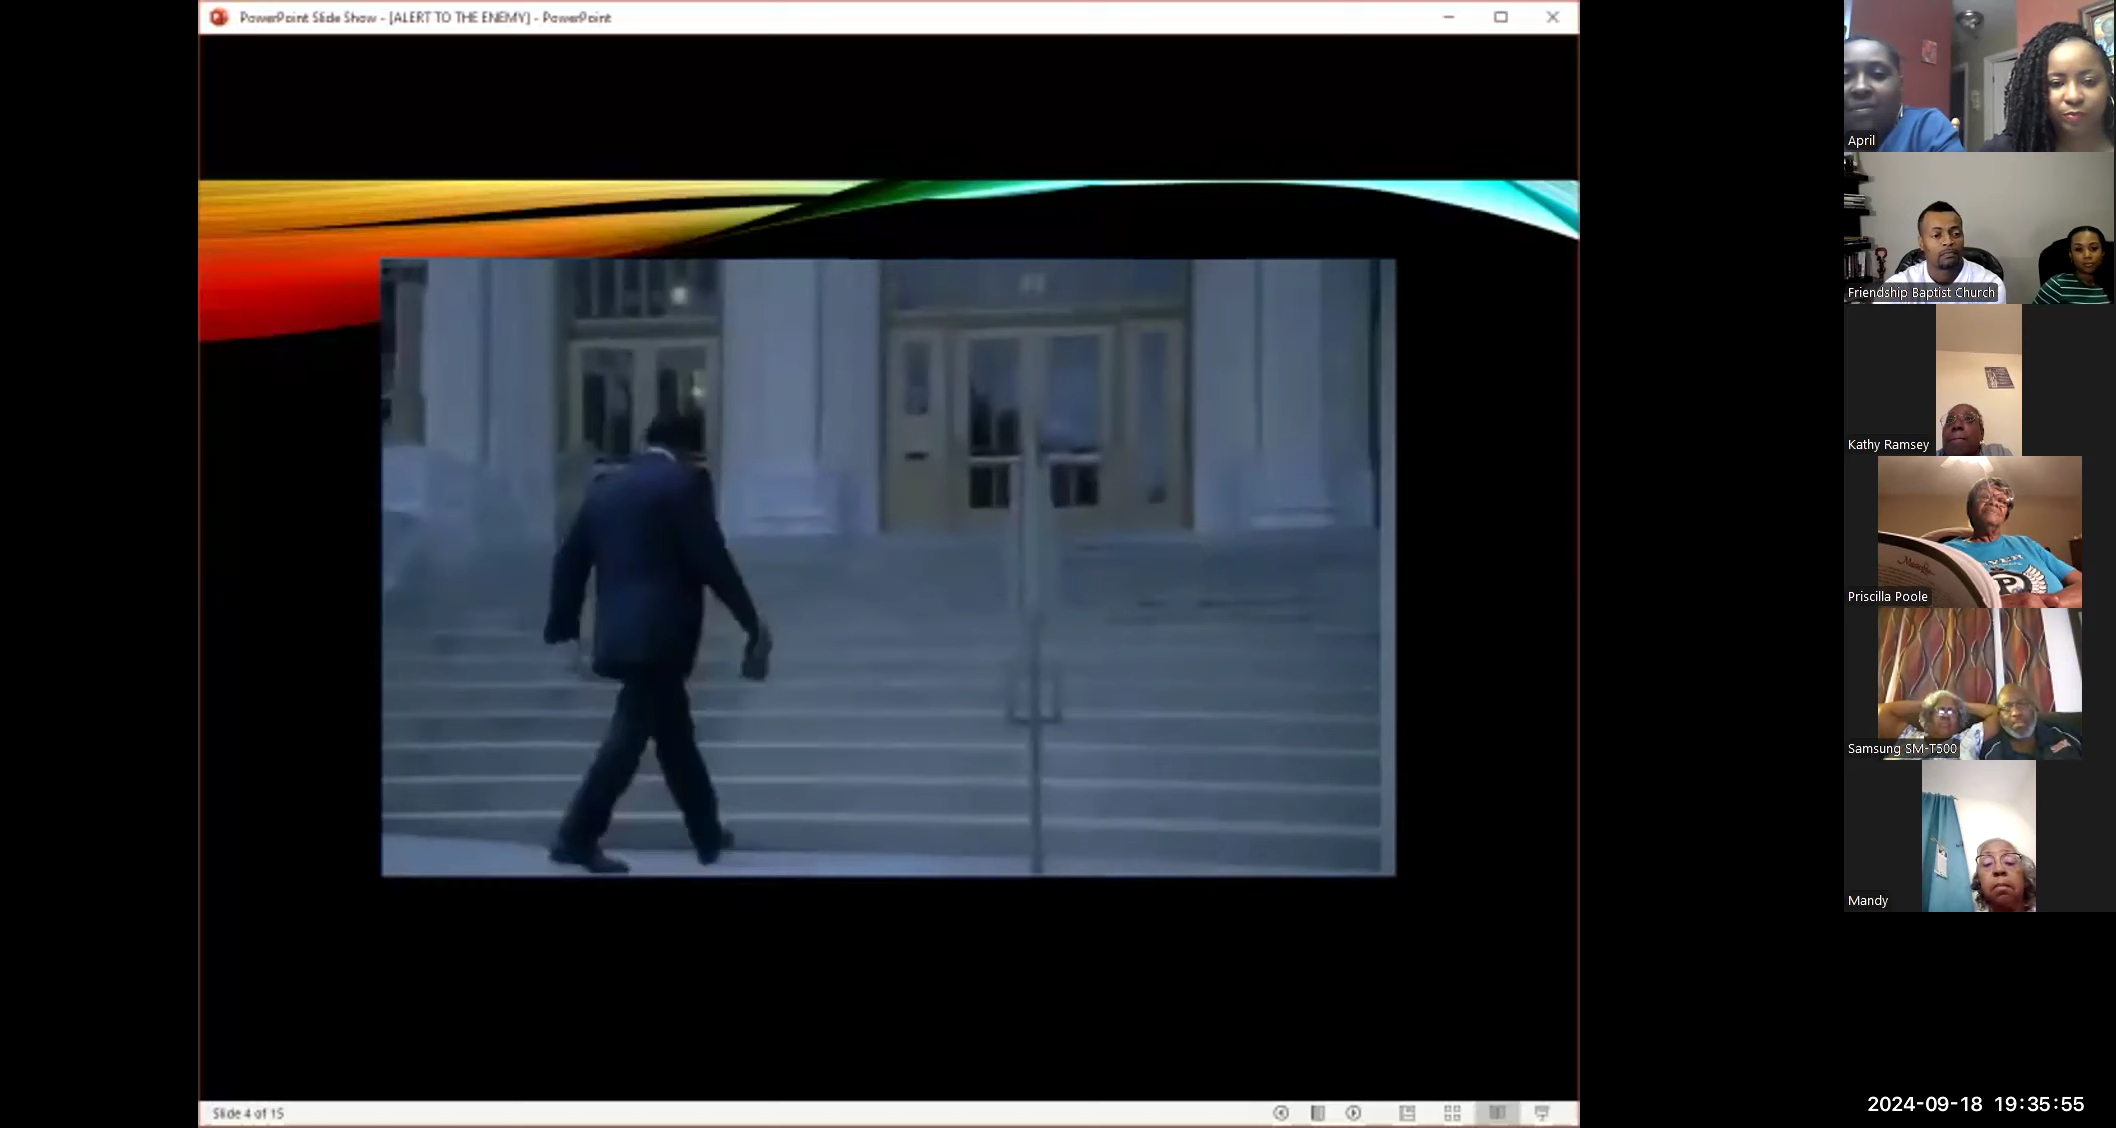 PowerPoint Slide Show - [ALERT TO THE ENEMY] - PowerPoint
April
Friendship Baptist Church
Kathy Ramsey
Priscilla Poole
Samsung SM-T500
Mandy
Slide 4 of 15
2024-09-18 19:35:55